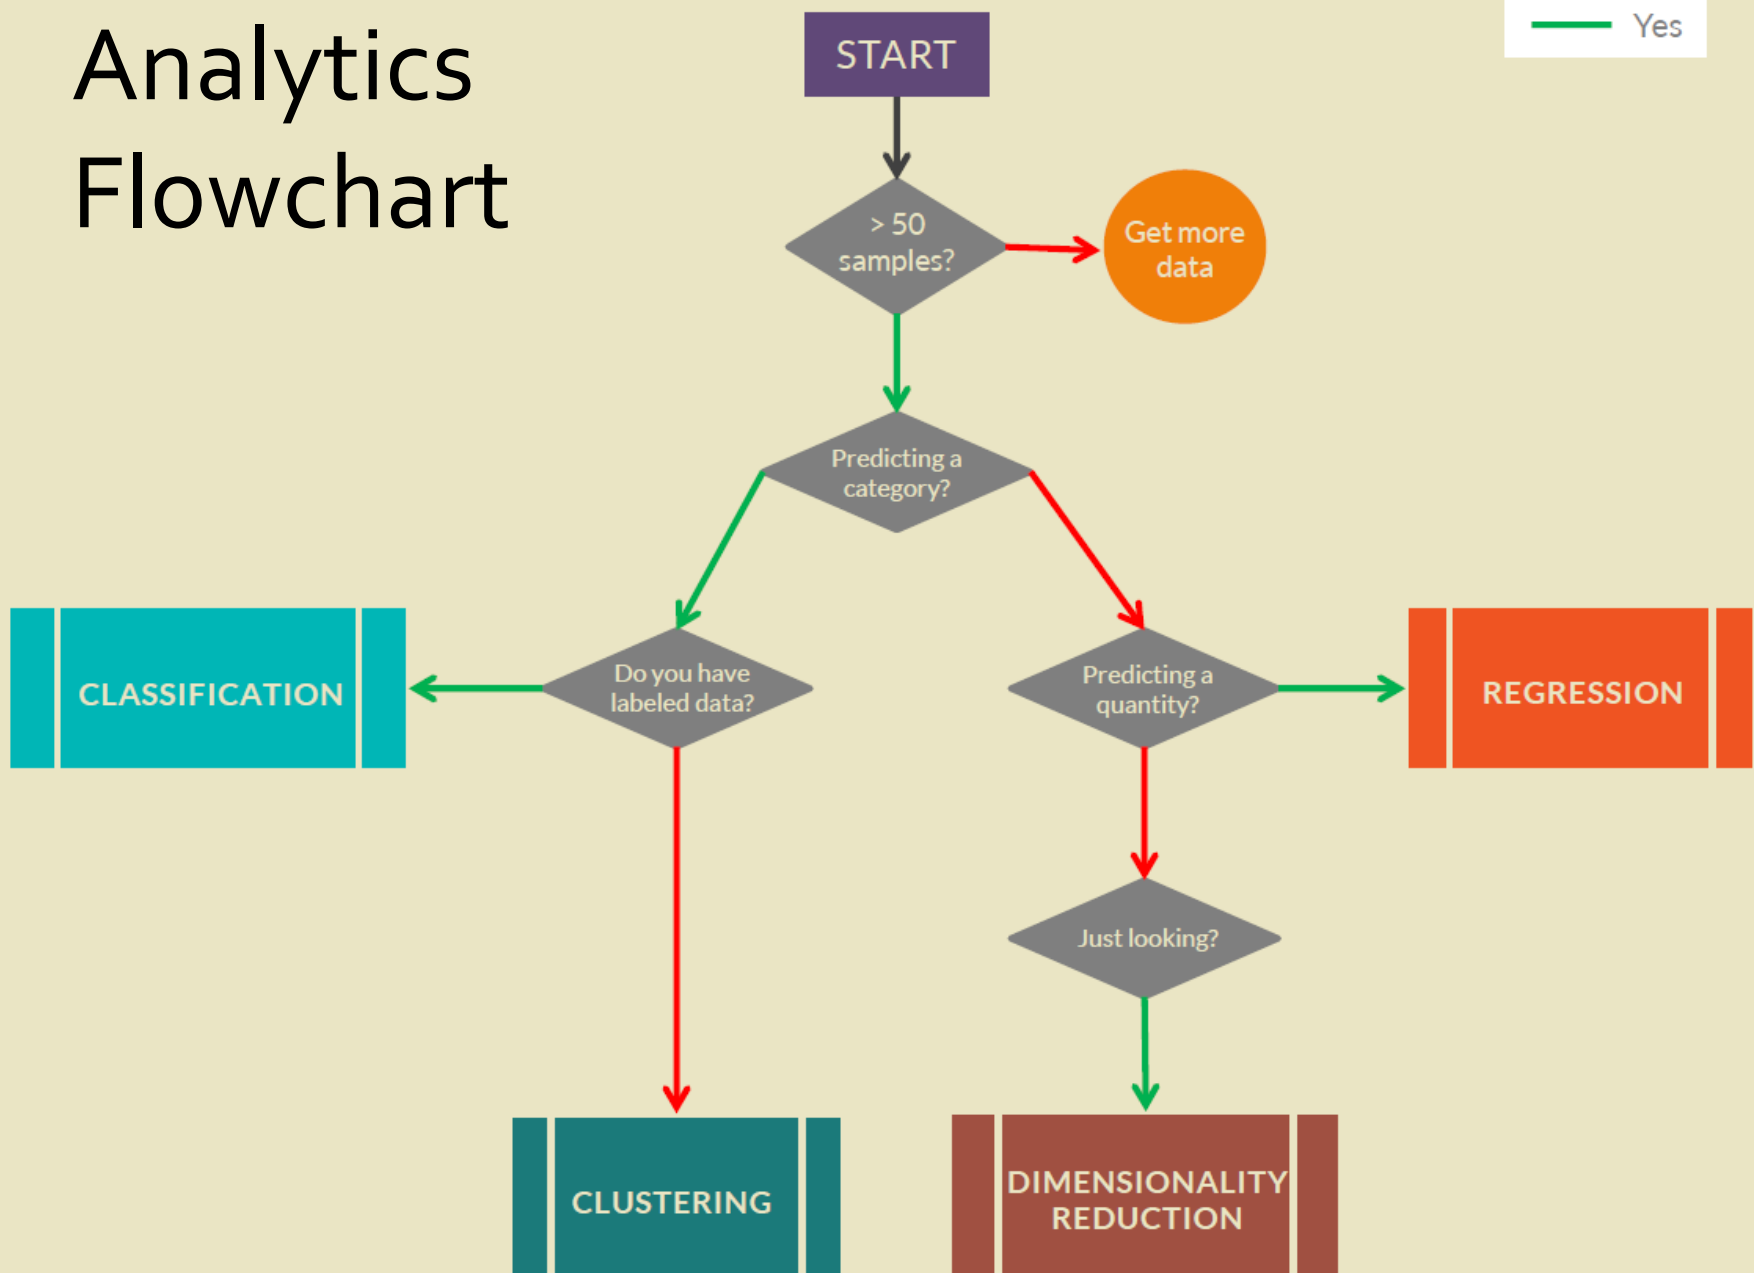 Analytics
Flowchart
START
Yes
> 50
samples?
Get more
data
Predicting a
category?
CLASSIFICATION
Do you have
labeled data?
Predicting a
quantity?
REGRESSION
Just looking?
CLUSTERING
DIMENSIONALITY
REDUCTION